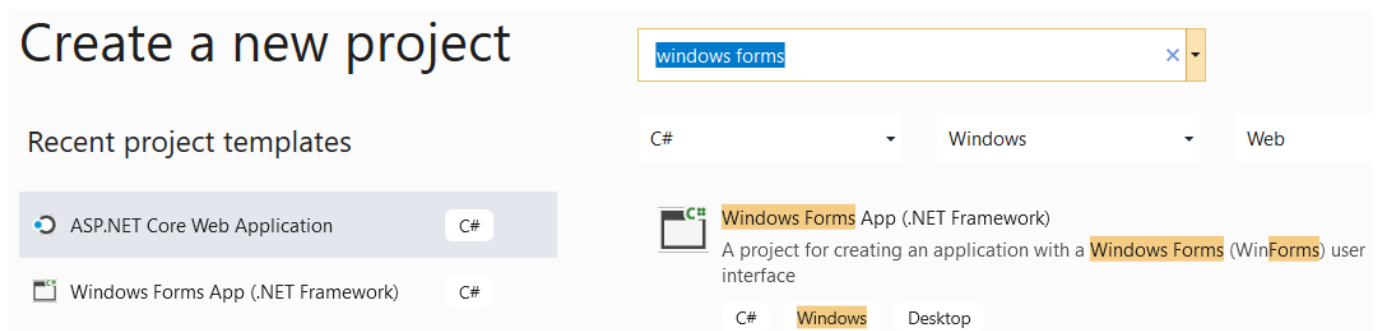 Create a new project
windows forms
Recent project templates
C#
Windows
Web
ASP.NET Core Web Application
C#
Windows Forms App (.NET Framework)
C#
C#
Windows Forms App (.NET Framework)
A project for creating an application with a Windows Forms (WinForms) user
interface
C#
Windows
Desktop